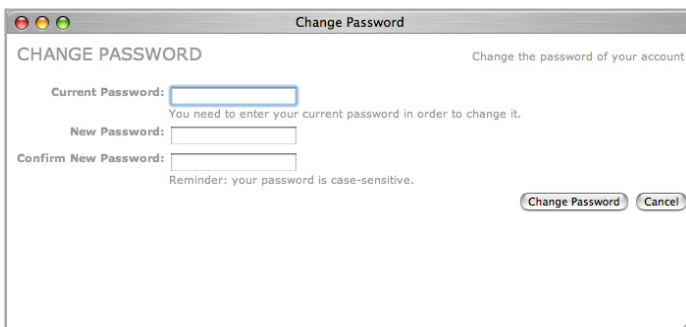 Change Password
CHANGE PASSWORD
Change the password of your account
Current Password:
You need to enter your current password in order to change it.
New Password:
Confirm New Password:
Reminder: your password is case-sensitive.
Change Password Cancel